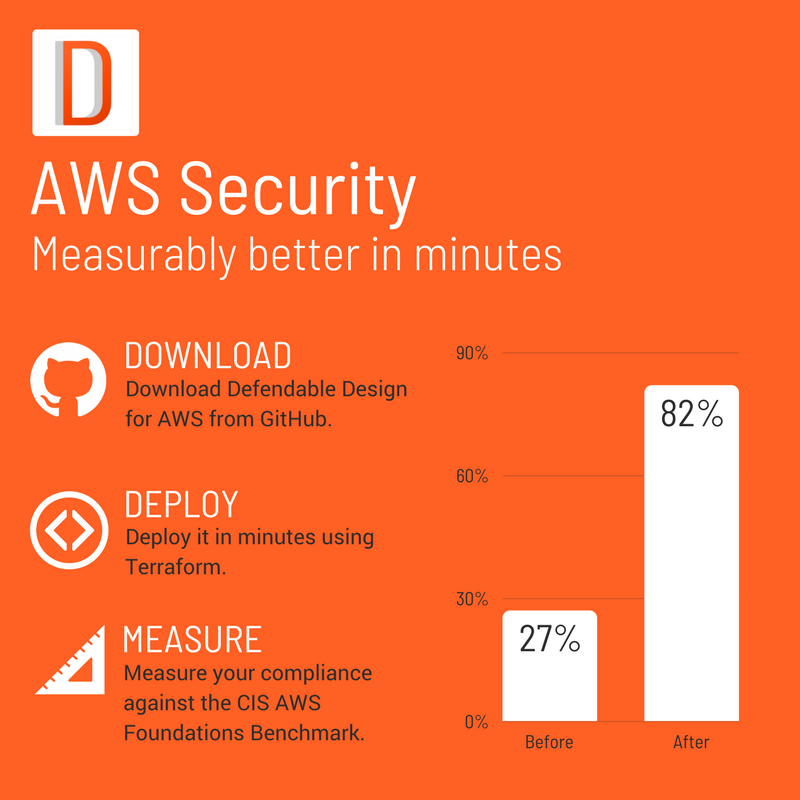 D
AWS Security
Measurably better in minutes
DOWNLOAD
Download Defendable Design
for AWS from GitHub.
DEPLOY
Deploy it in minutes using
Terraform.
MEASURE
Measure your compliance
against the CIS AWS
Foundations Benchmark.
90%
60%
30%
0%
82%
27%
Before
After